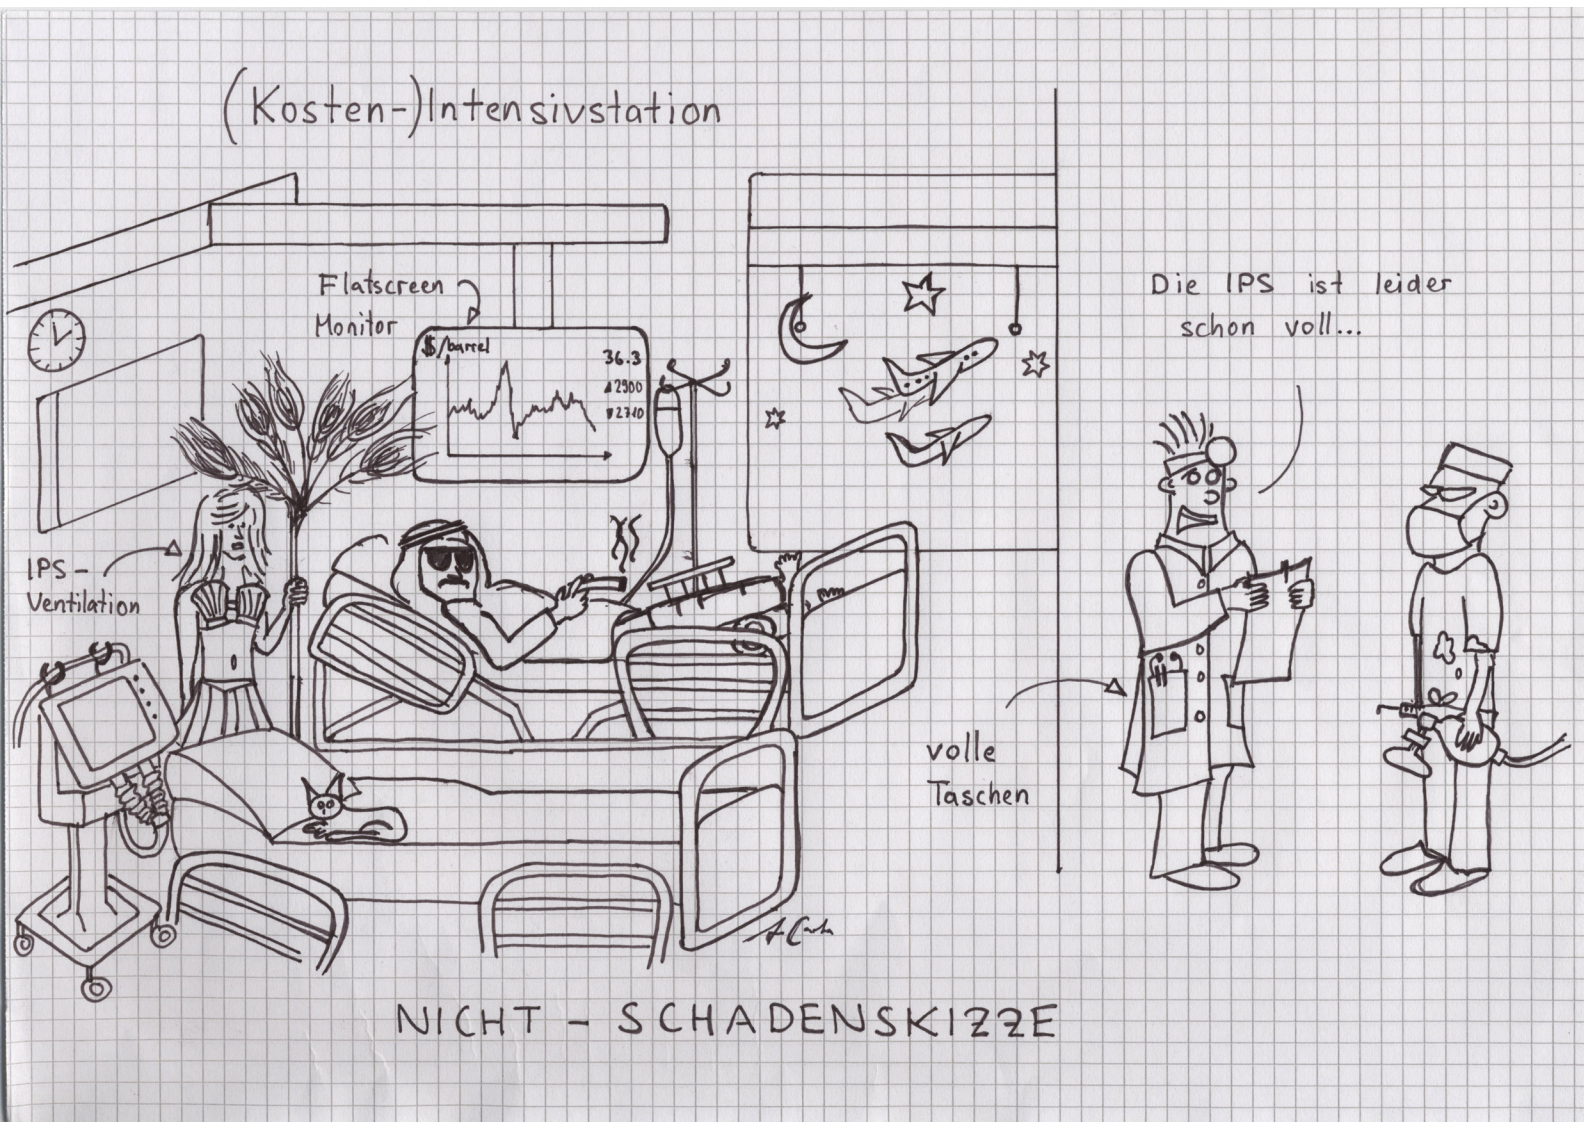 (Kosten-)Intensivstation
Flatscreen
Monitor
$/barrel
36.3
▲2900
▼2710
IPS-
Ventilation
Die IPS ist leider
schon voll...
volle
Taschen
NICHT - SCHADENSKIZZE